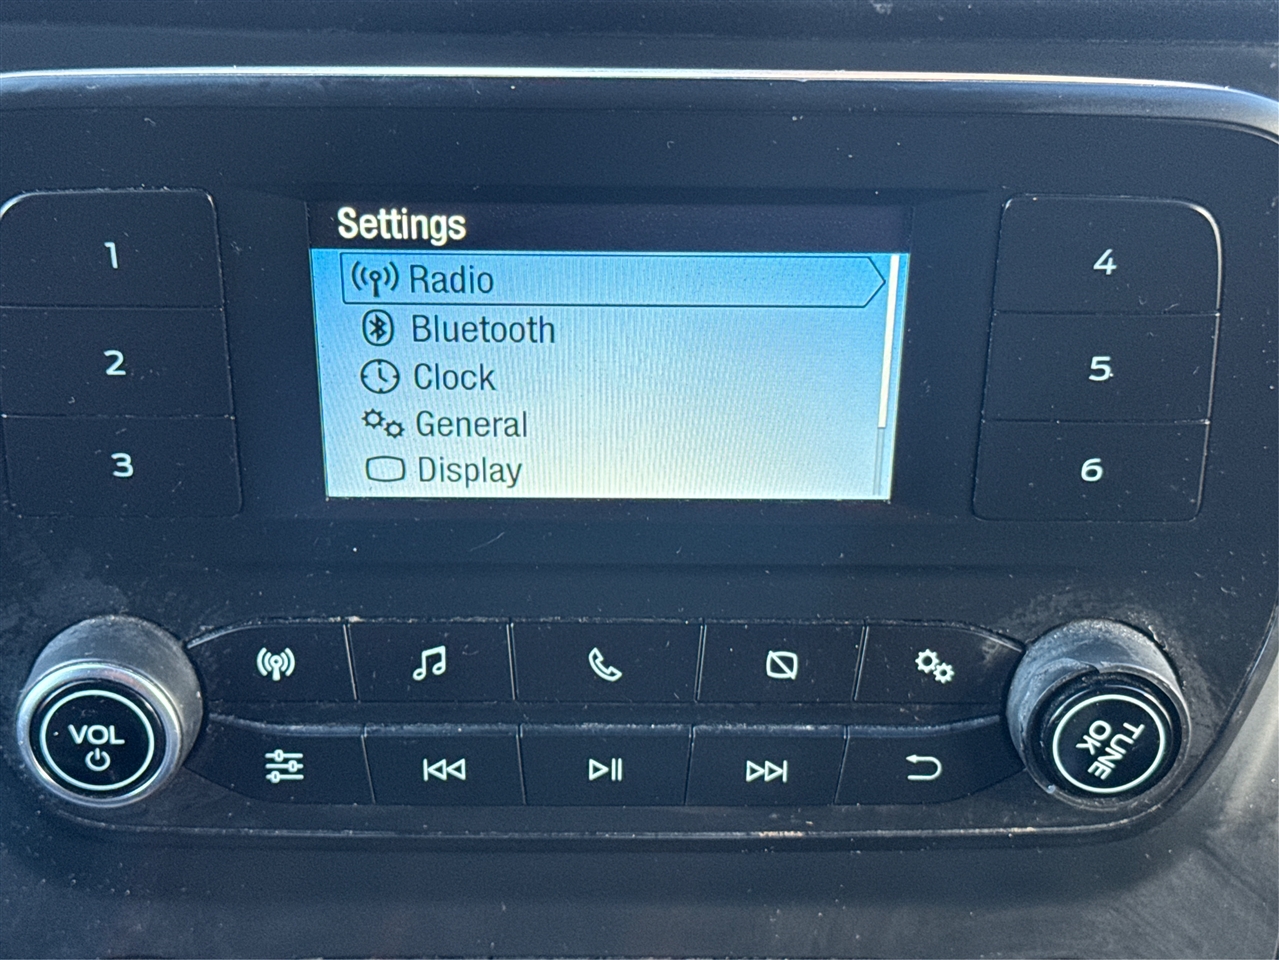 Settings
Radio
Bluetooth
Clock
General
Display
1
2
3
4
5
6
VOL
TUNE
OK